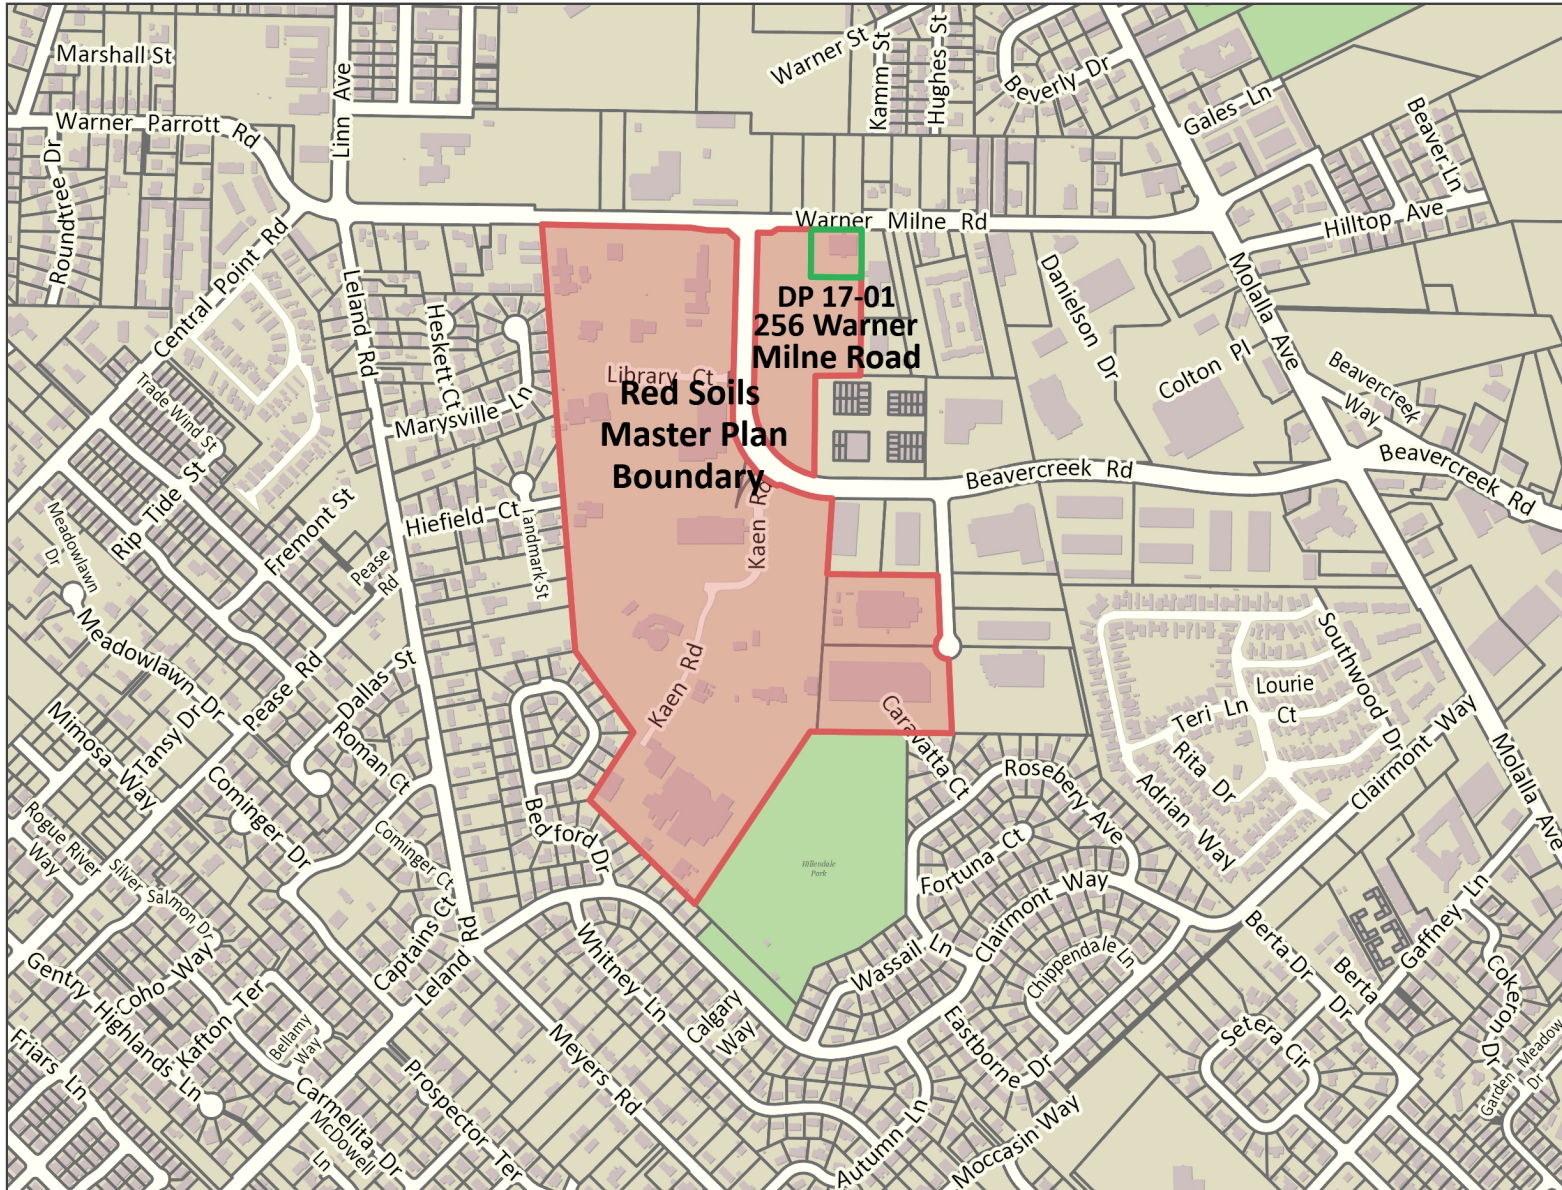 Marshall St
Warner St
Kamm St
Hughes St
Beverly Dr
Gales Ln
Beaver Ln
Linn Ave
Warner Parrott Rd
Roundtree Dr
Warner Milne Rd
Hilltop Ave
Central Point Rd
Leland Rd
Heskett Ct
Marysville Ln
Library Ct
DP 17-01
256 Warner
Milne Road
Red Soils
Master Plan
Boundary
Danielson Dr
Colton Pl
Molalla Ave
Beavercreek
Way
Beavercreek Rd
Beavercreek Rd
Trade Wind St
Rip Tide St
Fremont St
Hiefield Ct
Landmark St
Kaen Rd
Meadowlawn
Dr
Pease
Rd
Meadowlawn Dr
Pease Rd
Dallas St
Kaen Rd
Southwood Dr
Lourie
Ct
Teri Ln
Rita Dr
Adrian Way
Clairmont Way
Molalla Ave
Mimosa Way
Tansy Dr
Roman Ct
Cominger Dr
Caravatta Ct
Rosebery Ave
Rogue River
Way
Cominger Ct
Bedford Dr
Hillendale
Park
Fortuna Ct
Silver Salmon Dr
Captains Ct
Leland Rd
Whitney Ln
Clairmont Way
Wassail Ln
Chippendale Ln
Berta Dr
Berta
Dr
Gaffney Ln
Cokeron Dr
Gentry Highlands Ln
Coho Way
Kafton Ter
Bellamy
Way
Calgary
Way
Eastborne Dr
Setera Cir
Garden Meadow
Dr
Friars Ln
Carmelita Dr
McDowell
Ln
Prospector Ter
Meyers Rd
Autumn Ln
Moccasin Way